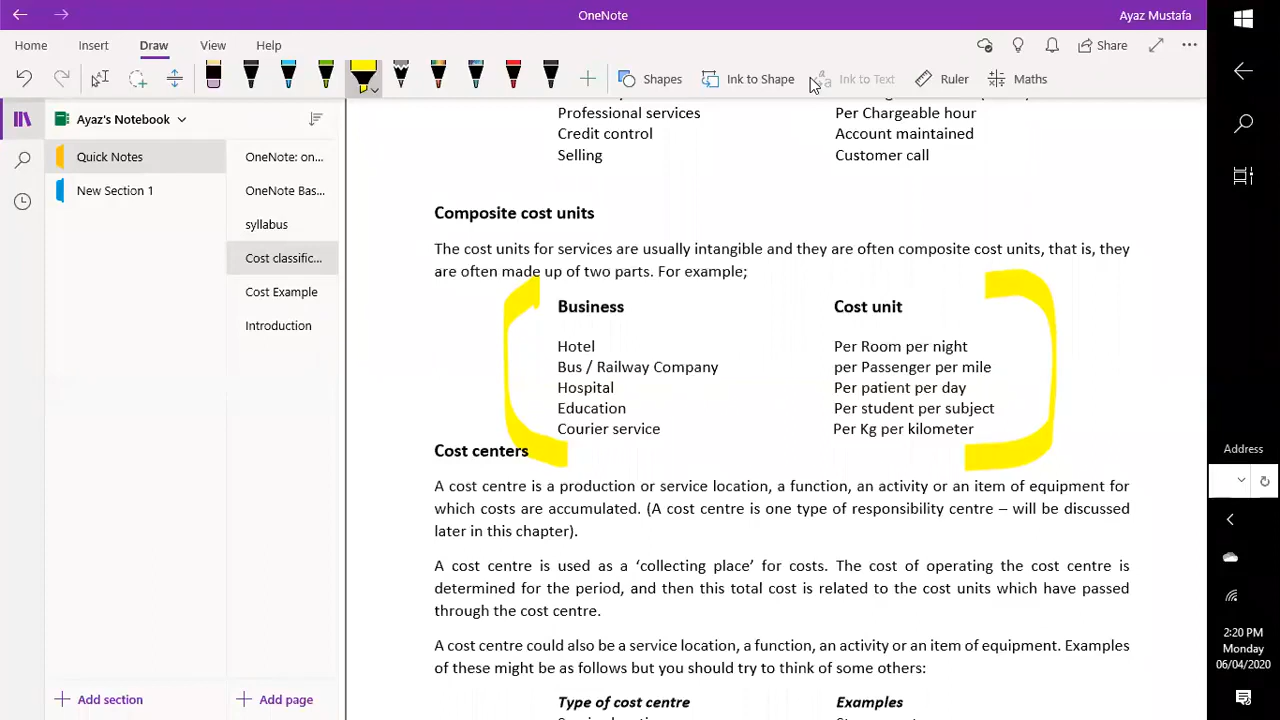 OneNote
Ayaz Mustafa
Home Insert Draw View Help
Share
Shapes Ink to Shape Ink to Text Ruler Maths
Ayaz's Notebook
Quick Notes
New Section 1
OneNote: on...
OneNote Bas...
syllabus
Cost classific...
Cost Example
Introduction
Add section
Add page
Professional services Per Chargeable hour
Credit control Account maintained
Selling Customer call
Composite cost units
The cost units for services are usually intangible and they are often composite cost units, that is, they
are often made up of two parts. For example;
Business Cost unit
Hotel Per Room per night
Bus / Railway Company per Passenger per mile
Hospital Per patient per day
Education Per student per subject
Courier service Per Kg per kilometer
Cost centers
A cost centre is a production or service location, a function, an activity or an item of equipment for
which costs are accumulated. (A cost centre is one type of responsibility centre – will be discussed
later in this chapter).
A cost centre is used as a ‘collecting place’ for costs. The cost of operating the cost centre is
determined for the period, and then this total cost is related to the cost units which have passed
through the cost centre.
A cost centre could also be a service location, a function, an activity or an item of equipment. Examples
of these might be as follows but you should try to think of some others:
Type of cost centre Examples
Address
2:20 PM
Monday
06/04/2020